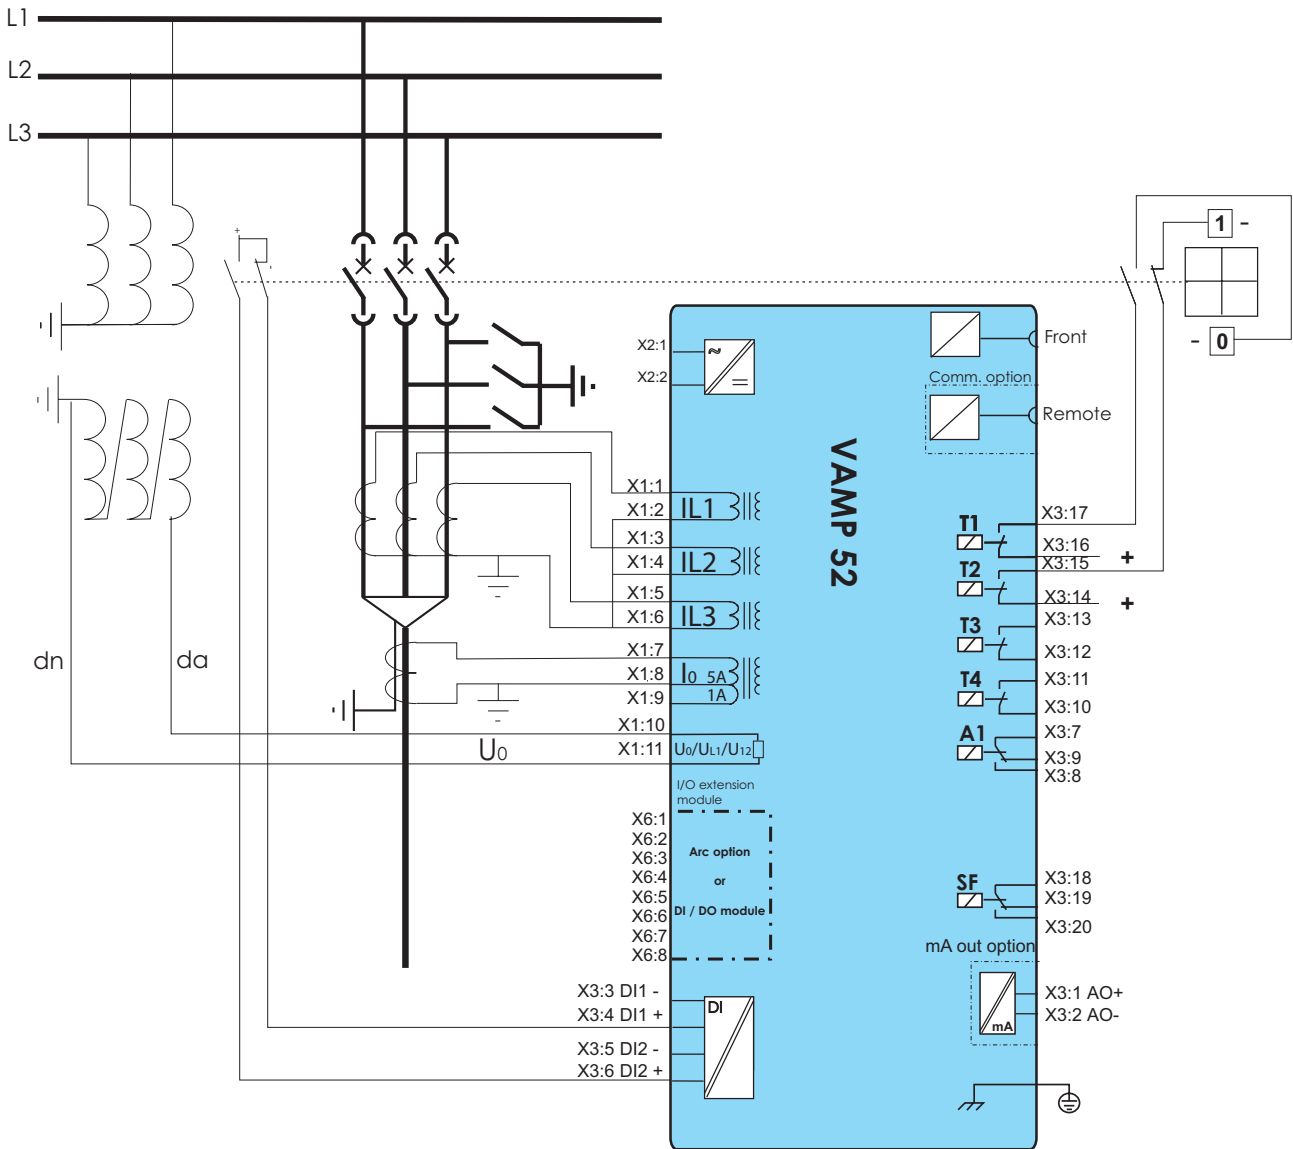 L1
L2
L3
+
1 -
- 0
X2:1
X2:2
~
=
Front
Comm. option
Remote
VAMP 52
X1:1
X1:2
X1:3
X1:4
X1:5
X1:6
X1:7
X1:8
X1:9
X1:10
X1:11
IL1
IL2
IL3
I0 5A
1A
U0/UL1/U12
dn
da
U0
T1
T2
T3
T4
A1
SF
X3:17
X3:16
+
X3:15
X3:14
+
X3:13
X3:12
X3:11
X3:10
X3:7
X3:9
X3:8
X3:18
X3:19
X3:20
I/O extension
module
X6:1
X6:2
X6:3
X6:4
X6:5
X6:6
X6:7
X6:8
Arc option
or
DI / DO module
mA out option
mA
X3:1 AO+
X3:2 AO-
X3:3 DI1 -
X3:4 DI1 +
X3:5 DI2 -
X3:6 DI2 +
DI